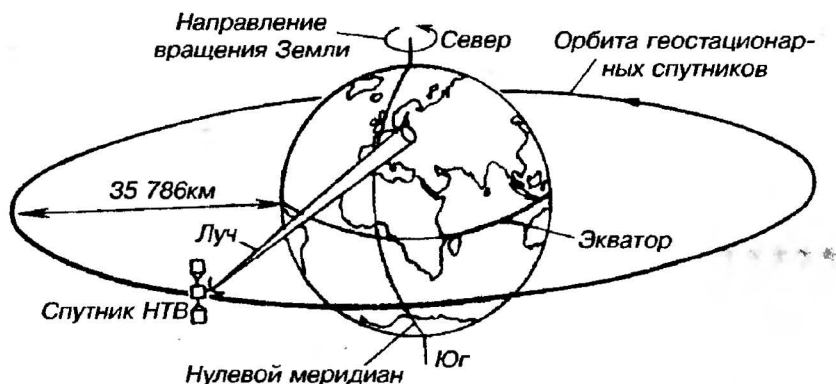 Направление
вращения Земли
Север
Орбита геостационар-
ных спутников
35 786км
Луч
Экватор
Спутник НТВ
Юг
Нулевой меридиан